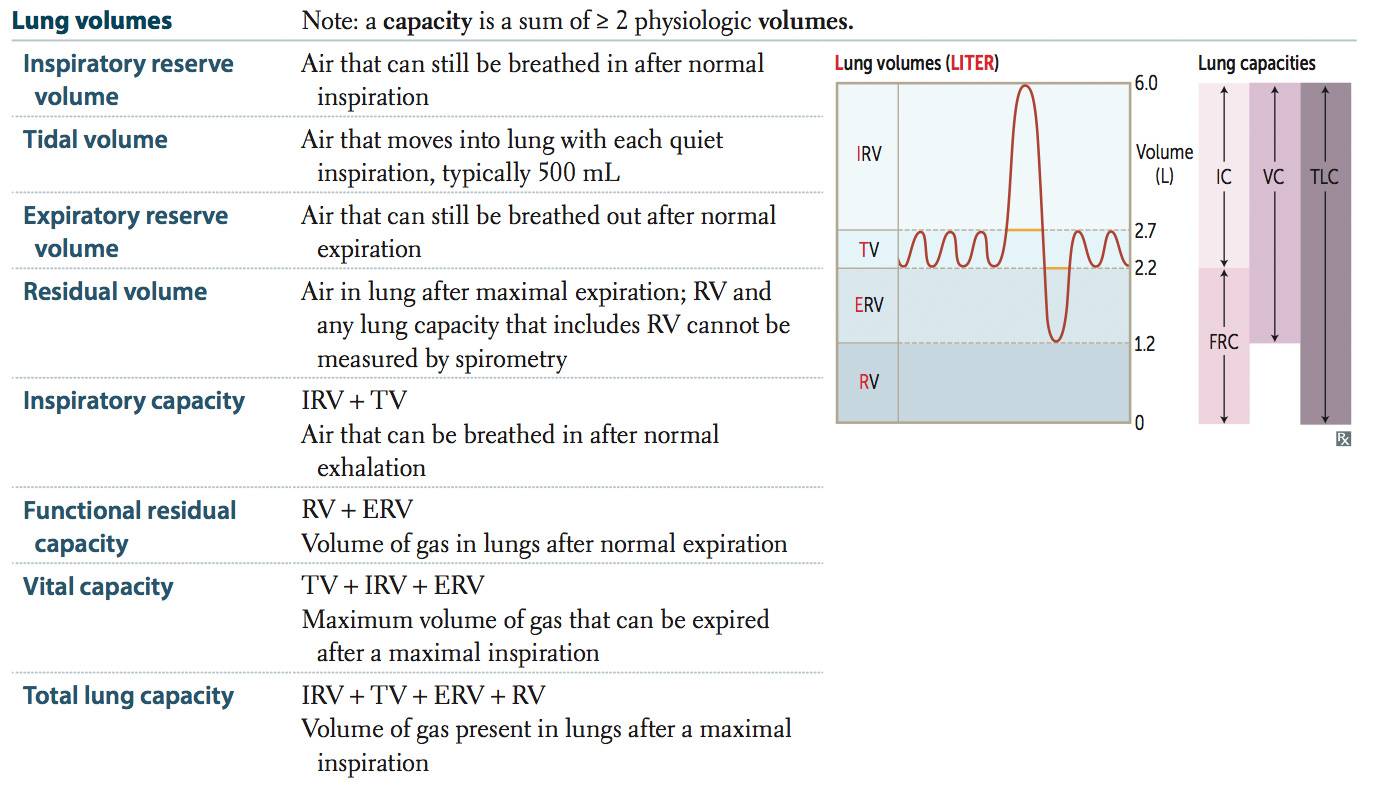 Lung volumes
Note: a capacity is a sum of ≥ 2 physiologic volumes.
Inspiratory reserve
volume
Air that can still be breathed in after normal
inspiration
Tidal volume
Air that moves into lung with each quiet
inspiration, typically 500 mL
Expiratory reserve
volume
Air that can still be breathed out after normal
expiration
Residual volume
Air in lung after maximal expiration; RV and
any lung capacity that includes RV cannot be
measured by spirometry
Inspiratory capacity
IRV + TV
Air that can be breathed in after normal
exhalation
Functional residual
capacity
RV + ERV
Volume of gas in lungs after normal expiration
Vital capacity
TV + IRV + ERV
Maximum volume of gas that can be expired
after a maximal inspiration
Total lung capacity
IRV + TV + ERV + RV
Volume of gas present in lungs after a maximal
inspiration
Lung volumes (LITER)
IRV
TV
ERV
RV
6.0
Volume
(L)
2.7
2.2
1.2
0
Lung capacities
IC
VC
TLC
FRC
Rx